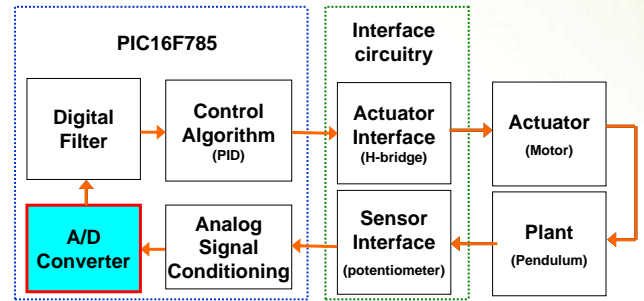 PIC16F785
Interface
circuitry
Digital
Filter
Control
Algorithm
(PID)
Actuator
Interface
(H-bridge)
Actuator
(Motor)
A/D
Converter
Analog
Signal
Conditioning
Sensor
Interface
(potentiometer)
Plant
(Pendulum)